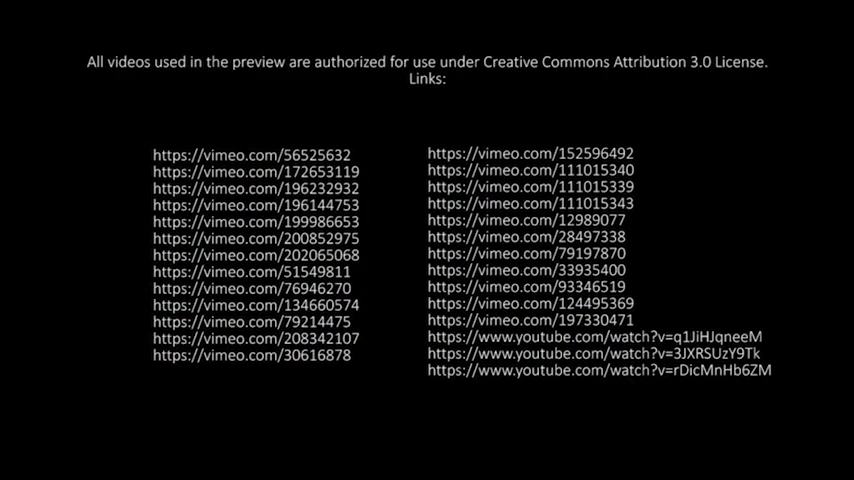 All videos used in the preview are authorized for use under Creative Commons Attribution 3.0 License.
Links:
https://vimeo.com/56525632
https://vimeo.com/172653119
https://vimeo.com/196232932
https://vimeo.com/196144753
https://vimeo.com/199986653
https://vimeo.com/200852975
https://vimeo.com/202065068
https://vimeo.com/51549811
https://vimeo.com/76946270
https://vimeo.com/134660574
https://vimeo.com/79214475
https://vimeo.com/208342107
https://vimeo.com/30616878
https://vimeo.com/152596492
https://vimeo.com/111015340
https://vimeo.com/111015339
https://vimeo.com/111015343
https://vimeo.com/12989077
https://vimeo.com/28497338
https://vimeo.com/79197870
https://vimeo.com/33935400
https://vimeo.com/93346519
https://vimeo.com/124495369
https://vimeo.com/197330471
https://www.youtube.com/watch?v=q1JiHJqneeM
https://www.youtube.com/watch?v=3JXRSUzY9Tk
https://www.youtube.com/watch?v=rDicMnHb6ZM